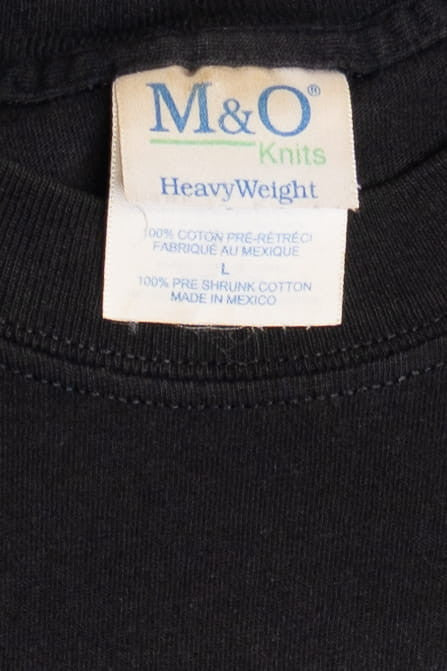 M&O®
Knits
HeavyWeight
100% COTON PRÉ-RÉTRÉCI
FABRIQUÉ AU MEXIQUE
L
100% PRE SHRUNK COTTON
MADE IN MEXICO